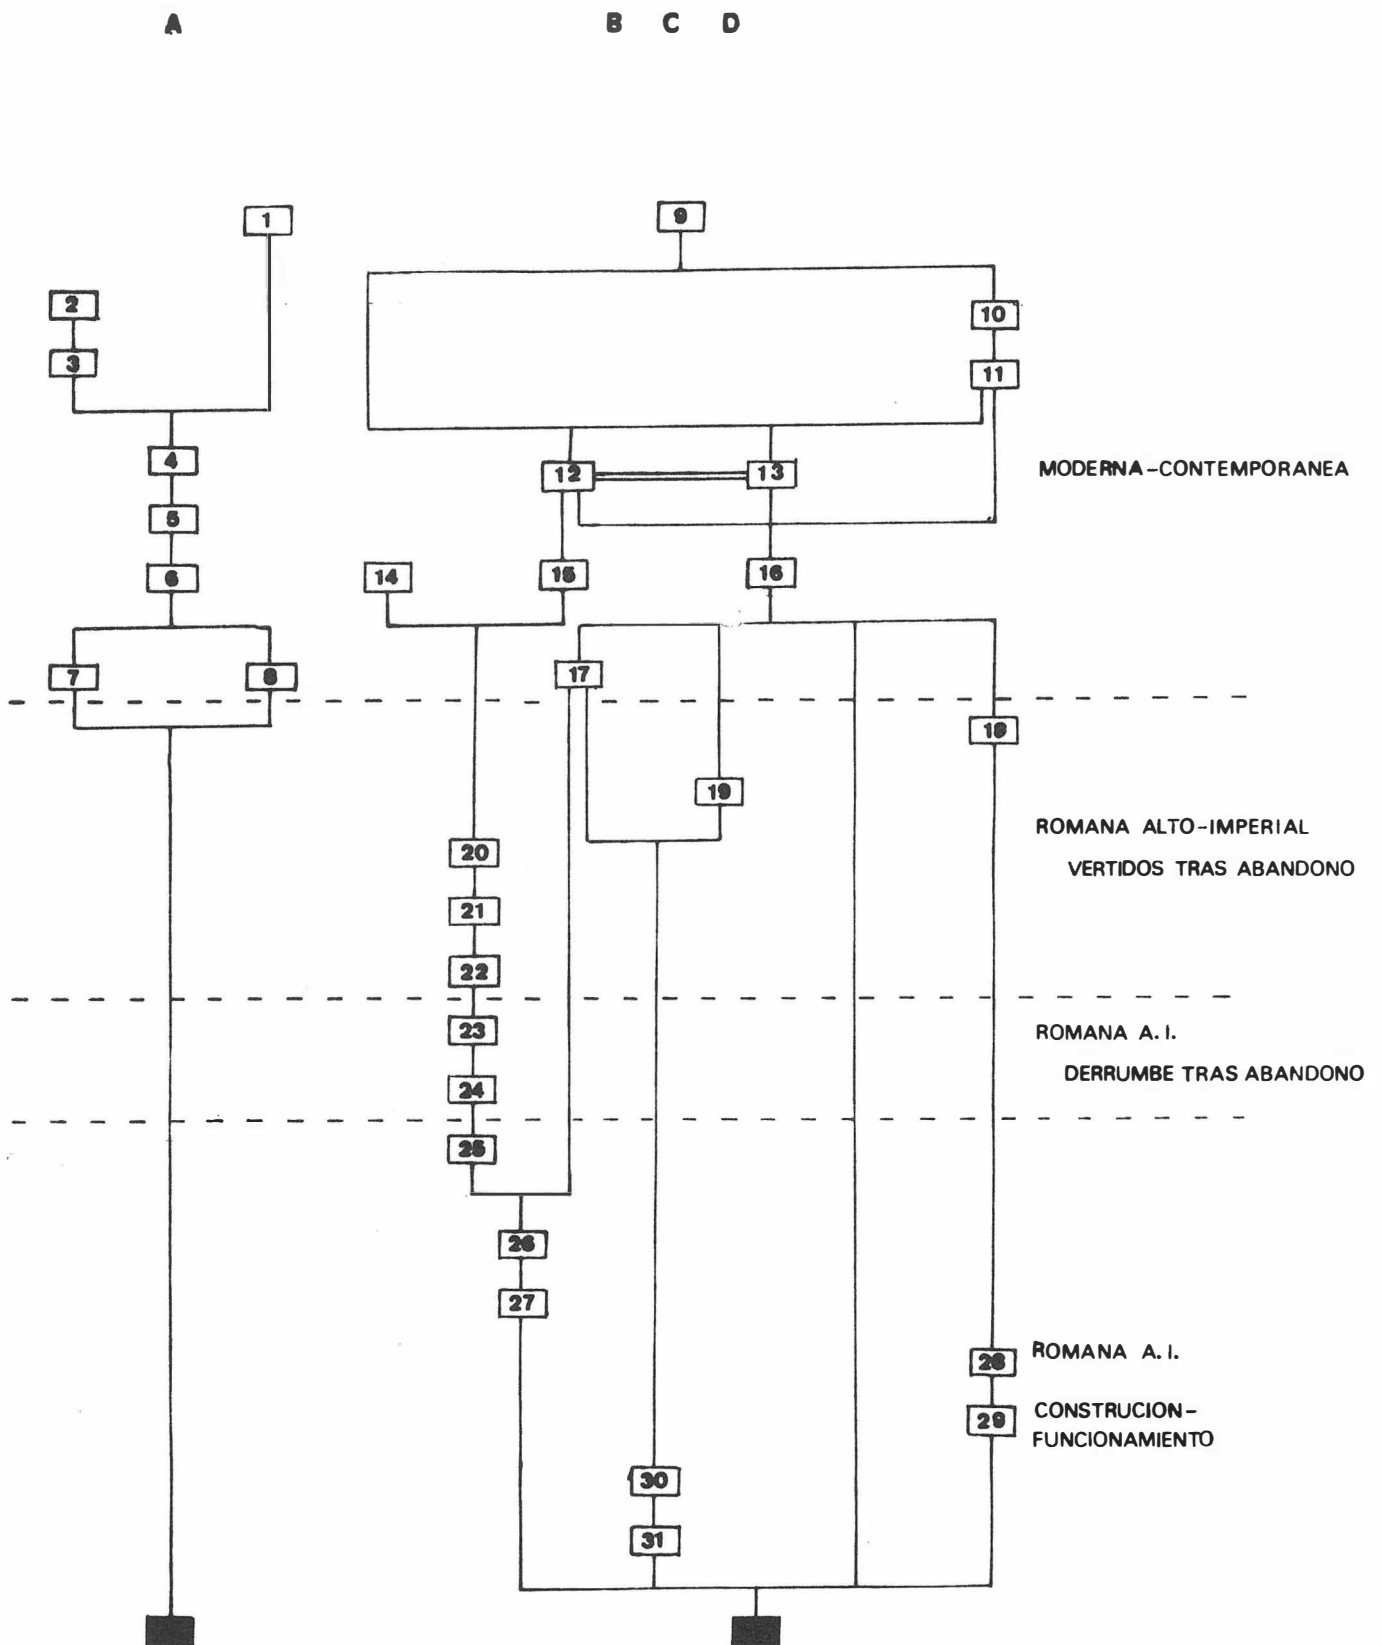 A B C D
1
9
2
10
3
11
4
12 13
MODERNA-CONTEMPORANEA
5
14 15 16
6
7 8 17
18
19
ROMANA ALTO-IMPERIAL
20
VERTIDOS TRAS ABANDONO
21
22
23
ROMANA A.I.
24
DERRUMBE TRAS ABANDONO
25
26
27
28
ROMANA A.I.
29
CONSTRUCION-
FUNCIONAMIENTO
30
31